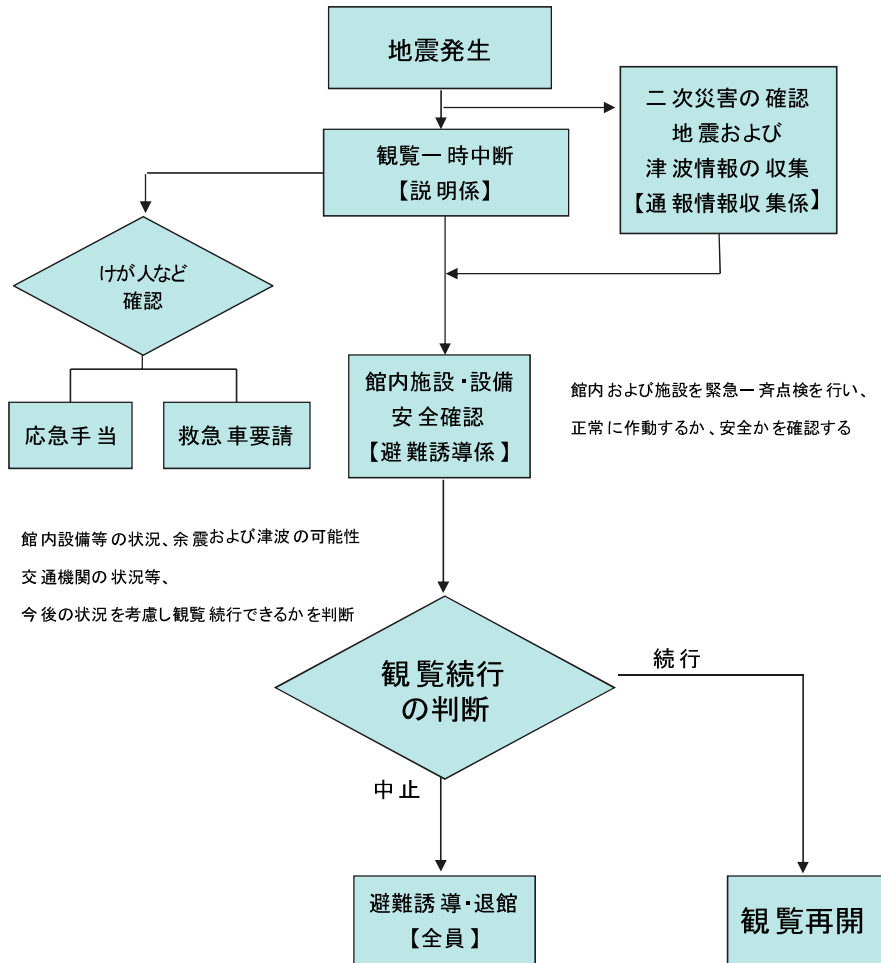 地震発生
二次災害の確認
地震および
津波情報の収集
【通報情報収集係】
観覧一時中断
【説明係】
けが人など
確認
館内施設・設備
安全確認
【避難誘導係】
館内および施設を緊急一斉点検を行い、
正常に作動するか、安全かを確認する
応急手当
救急車要請
館内設備等の状況、余震および津波の可能性
交通機関の状況等、
今後の状況を考慮し観覧続行できるかを判断
観覧続行
の判断
続行
中止
避難誘導・退館
【全員】
観覧再開